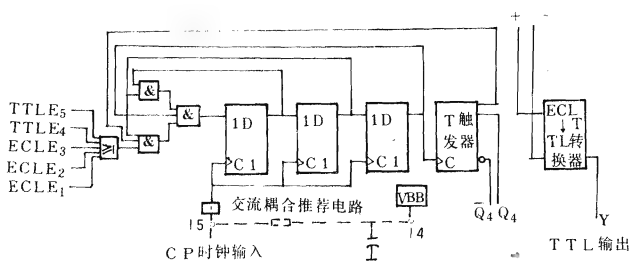 + -
&
&
&
≥1
TTLE5
TTLE4
ECLE3
ECLE2
ECLE1
1D
C1
1D
C1
1D
C1
T触
发器
C
ECL
↓T
TL转
换器
交流耦合推荐电路
VBB
15
14
Q̅4 Q4
Y
CP时钟输入
TTL输出